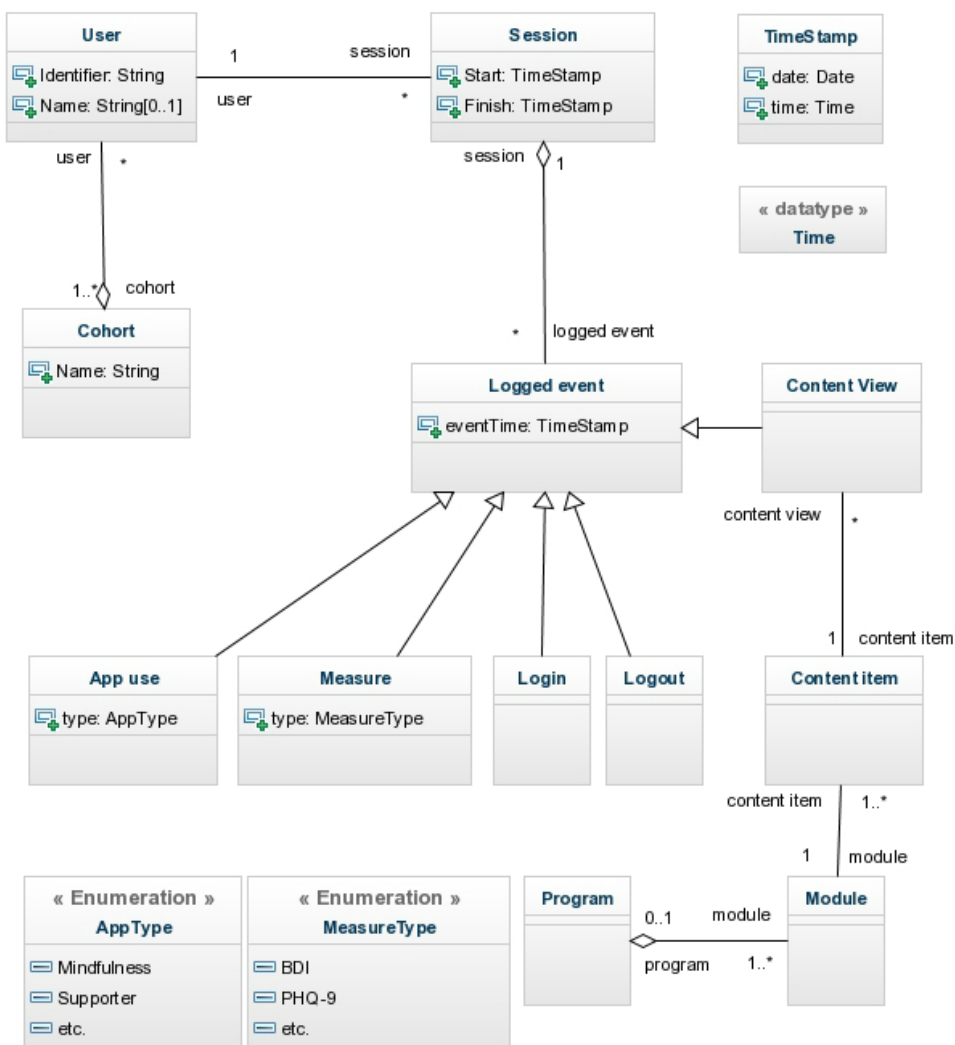 User
Identifier: String
Name: String[0..1]
1
session
user
*
Session
Start: TimeStamp
Finish: TimeStamp
TimeStamp
date: Date
time: Time
« datatype »
Time
user
*
1..*
cohort
Cohort
Name: String
session
1
*
logged event
Logged event
eventTime: TimeStamp
Content View
content view
*
1
content item
App use
type: AppType
Measure
type: MeasureType
Login
Logout
Content item
content item
1..*
1
module
« Enumeration »
AppType
Mindfulness
Supporter
etc.
« Enumeration »
MeasureType
BDI
PHQ-9
etc.
Program
0..1
module
program
1..*
Module